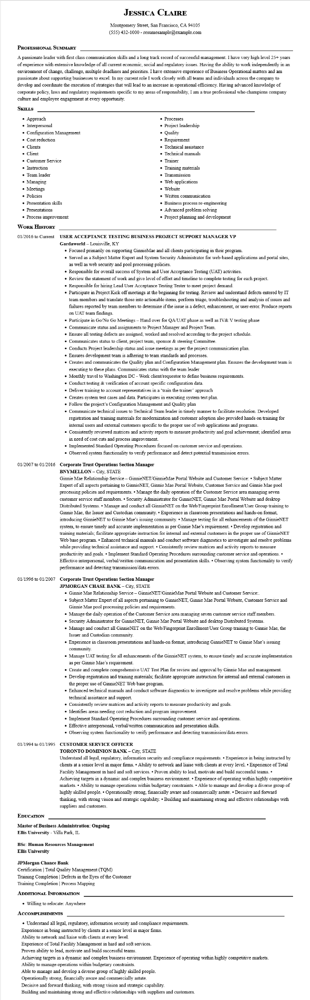 Jessica Claire
Montgomery Street, San Francisco, CA 94105
(555) 432-1000 - resumesample@example.com
Professional Summary
A passionate leader with first class communication skills and a long track record of successful management. I have very high level 25+ years
of experience with extensive knowledge of all current economic, social and regulatory issues. Having the ability to work independently in an
environment of change, challenge, multiple deadlines and priorities. I have extensive experience of Business Operational matters and am
passionate about supporting businesses to excel. In my current role I work closely with all teams and individuals across the company to
develop and coordinate the execution of strategies that will lead to an increase in operational efficiency. Having advanced knowledge of
corporate policy, laws and regulatory requirements specific to my areas of responsibility, I am a true professional who champions company
culture and employee engagement at every opportunity.
Skills
• Approach
• Interpersonal
• Configuration Management
• Cost reduction
• Clients
• Client
• Customer Service
• Instruction
• Team leader
• Managing
• Meetings
• Policies
• Presentation skills
• Presentations
• Process improvement
• Processes
• Project leadership
• Quality
• Requirement
• Technical assistance
• Technical manuals
• Trainer
• Training materials
• Transmission
• Web applications
• Website
• Written communication
• Business process re-engineering
• Advanced problem solving
• Project planning and development
Work History
01/2016 to Current USER ACCEPTANCE TESTING BUSINESS PROJECT SUPPORT MANAGER VP
Gardaworld – Louisville, KY
• Focused primarily on supporting GinnieMae and all clients participating in their program.
• Served as a Subject Matter Expert and System Security Administrator for web-based applications and portal sites,
as well as web security and pool processing policies.
• Responsible for overall success of System and User Acceptance Testing (UAT) activities.
• Review the statement of work and give level of effort and timeline to complete testing for each project.
• Responsible for hiring Lead User Acceptance Testing Tester to meet project demand.
• Participate in Project Kick off meetings at the beginning for testing. Review and understand defects entered by IT
team members and translate those into actionable items, perform triage, troubleshooting and analysis of issues and
failures reported by team members to determine if the issue is a defect, enhancement, or user-error. Produce reports
on UAT team findings.
• Participate in Go/No Go Meetings – Hand over for QA/UAT phase as well as IV& V testing phase
• Communicate status and assignments to Project Manager and Project Team.
• Ensure all testing defects are assigned, worked and resolved according to the project schedule.
• Communicates status to client, project team, sponsor & steering Committee.
• Conducts Project leadership status and issue meetings as per the project communication plan.
• Ensures development team is adhering to team standards and processes.
• Creates and communicates the Quality plan and Configuration Management plan. Ensures the development team is
executing to these plans. Communicates status with the team leader
• Monthly travel to Washington DC - Work client/requestor to define business requirements.
• Conduct testing & verification of account specific configuration data.
• Deliver training to account representatives in a ‘train the trainer’ approach
• Creates system test cases and data. Participates in executing system test plan.
• Follow the project’s Configuration Management and Quality plan
• Communicate technical issues to Technical Team leader in timely manner to facilitate resolution. Developed
registration and training materials for modernization and customer adoption also provided hands on training for
internal users and external customers specific to the proper use of web applications and programs.
• Consistently reviewed matrices and activity reports to measure productivity and goal achievement; identified areas
in need of cost cuts and process improvement.
• Implemented Standard Operating Procedures focused on customer service and operations.
• Observed system functionality to verify performance and detect potential transmission errors.
01/2007 to 01/2016 Corporate Trust Operations Section Manager
BNYMELLON – City, STATE
Ginnie Mae Relationship Service – GinnieNET/GinnieMae Portal Website and Customer Service: • Subject Matter
Expert of all aspects pertaining to GinnieNET, Ginnie Mae Portal Website, Customer Service and Ginnie Mae pool
processing policies and requirements. • Manage the daily operation of the Customer Service area managing seven
customer service staff members. • Security Administrator for GinnieNET, Ginnie Mae Portal Website and desktop
Distributed Systems. • Manage and conduct all GinnieNET on the Web/Fingerprint Enrollment/User Group training to
Ginnie Mae, the Issuer and Custodian community. • Experience in classroom presentations and hands-on format,
introducing GinnieNET to Ginnie Mae’s issuing community. • Manage testing for all enhancements of the GinnieNET
system, to ensure timely and accurate implementation as per Ginnie Mae’s requirement. • Develop registration and
training materials; facilitate appropriate instruction for internal and external customers in the proper use of GinnieNET
Web base program. • Enhanced technical manuals and conduct software diagnostics to investigate and resolve problems
while providing technical assistance and support. • Consistently review matrices and activity reports to measure
productivity and goals. • Implement Standard Operating Procedures surrounding customer service and operations. •
Effective interpersonal, verbal/written communication and presentation skills. • Observing system functionality to verify
performance and detecting transmission/data errors.
01/1996 to 01/2007 Corporate Trust Operations Section Manager
JPMORGAN CHASE BANK – City, STATE
• Ginnie Mae Relationship Service – GinnieNET/GinnieMae Portal Website and Customer Service:.
• Subject Matter Expert of all aspects pertaining to GinnieNET, Ginnie Mae Portal Website, Customer Service and
Ginnie Mae pool processing policies and requirements.
• Manage the daily operation of the Customer Service area managing seven customer service staff members.
• Security Administrator for GinnieNET, Ginnie Mae Portal Website and desktop Distributed Systems.
• Manage and conduct all GinnieNET on the Web/Fingerprint Enrollment/User Group training to Ginnie Mae, the
Issuer and Custodian community.
• Experience in classroom presentations and hands-on format, introducing GinnieNET to Ginnie Mae’s issuing
community.
• Manage UAT testing for all enhancements of the GinnieNET system, to ensure timely and accurate implementation
as per Ginnie Mae’s requirement.
• Create and complete comprehensive UAT Test Plan for review and approval by Ginnie Mae and management.
• Develop registration and training materials; facilitate appropriate instruction for internal and external customers in
the proper use of GinnieNET Web base program.
• Enhanced technical manuals and conduct software diagnostics to investigate and resolve problems while providing
technical assistance and support.
• Consistently review matrices and activity reports to measure productivity and goals.
• Identifies areas needing cost reduction and program improvement.
• Implement Standard Operating Procedures surrounding customer service and operations.
• Effective interpersonal, verbal/written communication and presentation skills.
• Observing system functionality to verify performance and detecting transmission/data errors.
01/1994 to 01/1995 CUSTOMER SERVICE OFFICER
TORONTO DOMINION BANK – City, STATE
Understand all legal, regulatory, information security and compliance requirements. • Experience in being instructed by
clients at a senior level in major firms. • Ability to network and liaise with clients at every level. • Experience of Total
Facility Management in hard and soft services. • Proven ability to lead, motivate and build successful teams. •
Achieving targets in a dynamic and complex business environment. • Experience of operating within highly competitive
markets. • Ability to manage operations within budgetary constraints. • Able to manage and develop a diverse group of
highly skilled people. • Operationally strong, financially aware and commercially astute. • Decisive and forward
thinking, with strong vision and strategic capability. • Building and maintaining strong and effective relationships with
suppliers and customers.
Education
Master of Business Administration: Ongoing
Ellis University - Villa Park, IL
BSc: Human Resources Management
Ellis University
JPMorgan Chance Bank
Certification | Total Quality Management (TQM)
Training Completion | Defects in the Eyes of the Customer
Training Completion | Process Mapping
Additional Information
• Willing to relocate: Anywhere
Accomplishments
• Understand all legal, regulatory, information security and compliance requirements.
Experience in being instructed by clients at a senior level in major firms.
Ability to network and liaise with clients at every level.
Experience of Total Facility Management in hard and soft services.
Proven ability to lead, motivate and build successful teams.
Achieving targets in a dynamic and complex business environment. Experience of operating within highly competitive markets.
Ability to manage operations within budgetary constraints.
Able to manage and develop a diverse group of highly skilled people.
Operationally strong, financially aware and commercially astute.
Decisive and forward thinking, with strong vision and strategic capability.
Building and maintaining strong and effective relationships with suppliers and customers.